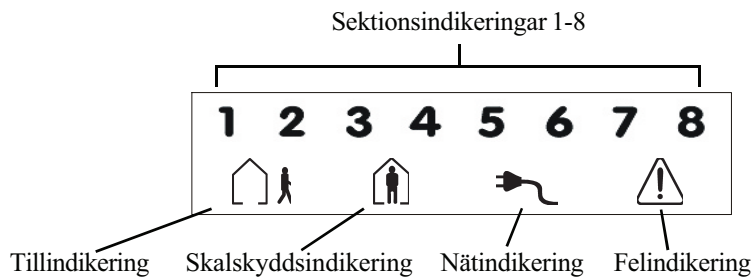 Sektionsindikeringar 1-8
1 2 3 4 5 6 7 8
Tillindikering Skalskyddsindikering Nätindikering Felindikering